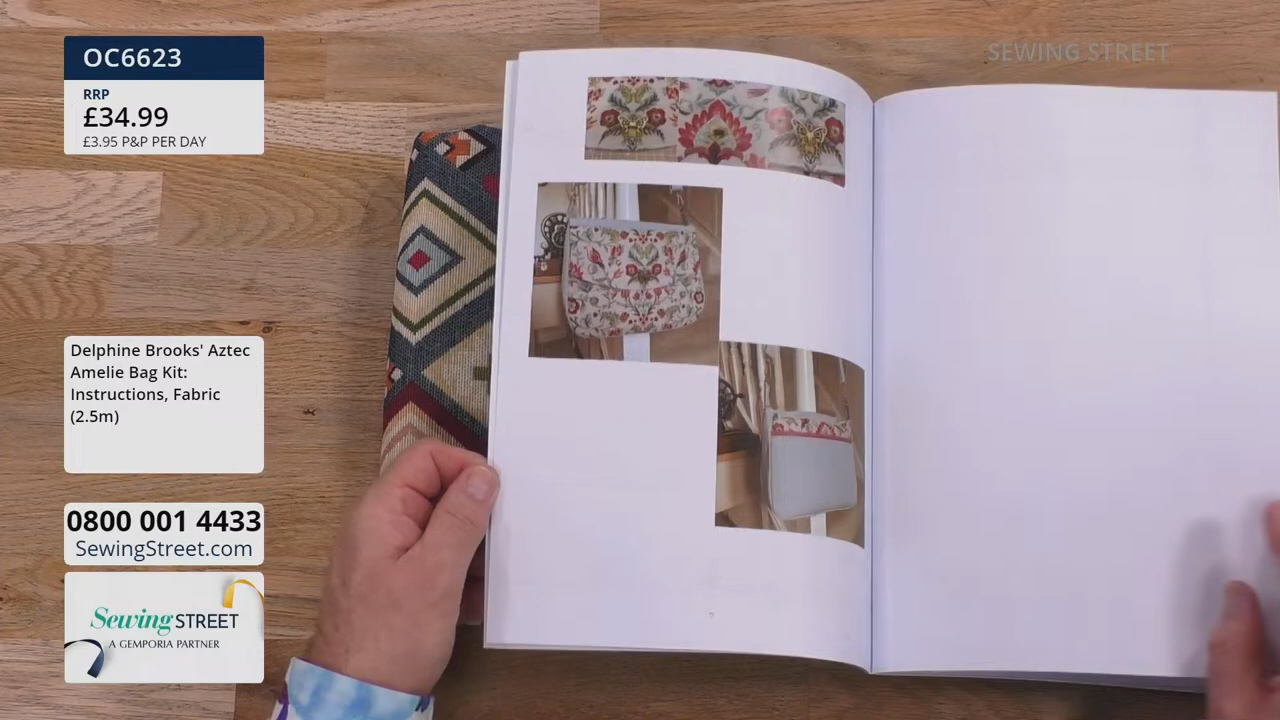 OC6623
RRP
£34.99
£3.95 P&P PER DAY
SEWING STREET
Delphine Brooks' Aztec
Amelie Bag Kit:
Instructions, Fabric
(2.5m)
0800 001 4433
SewingStreet.com
Sewing STREET
A GEMPORIA PARTNER